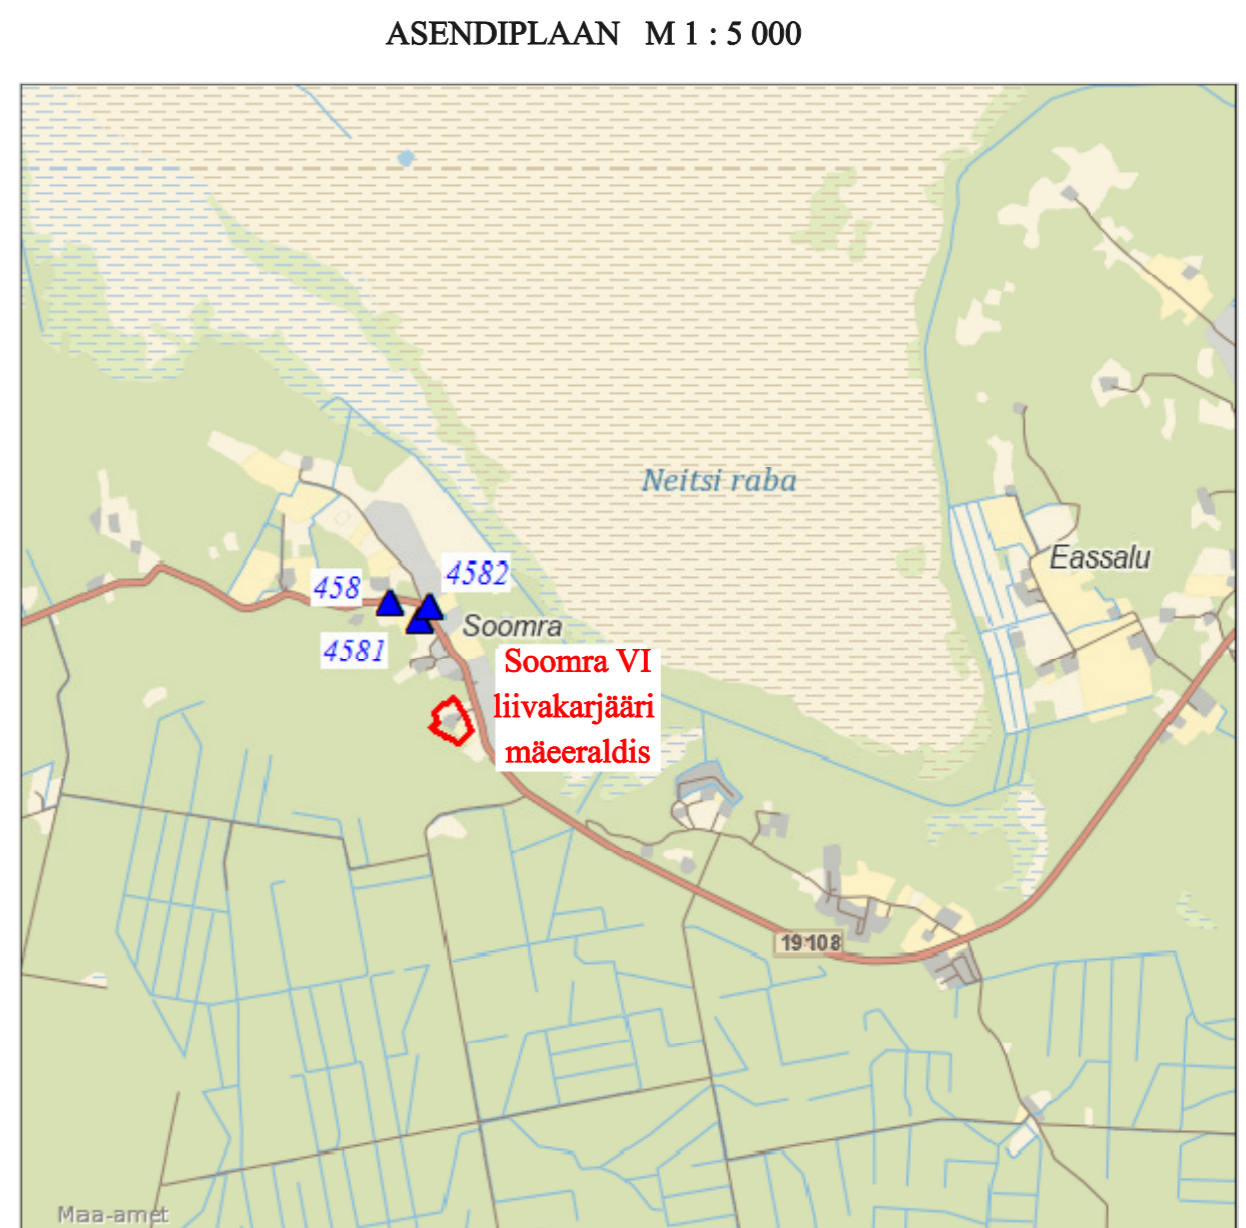 ASENDIPLAAN M 1 : 5 000
Neitsi raba
Eassalu
4582
458
Soomra
4581
Soomra VI
liivakarjääri
mäeeraldis
19108
Maa-amet